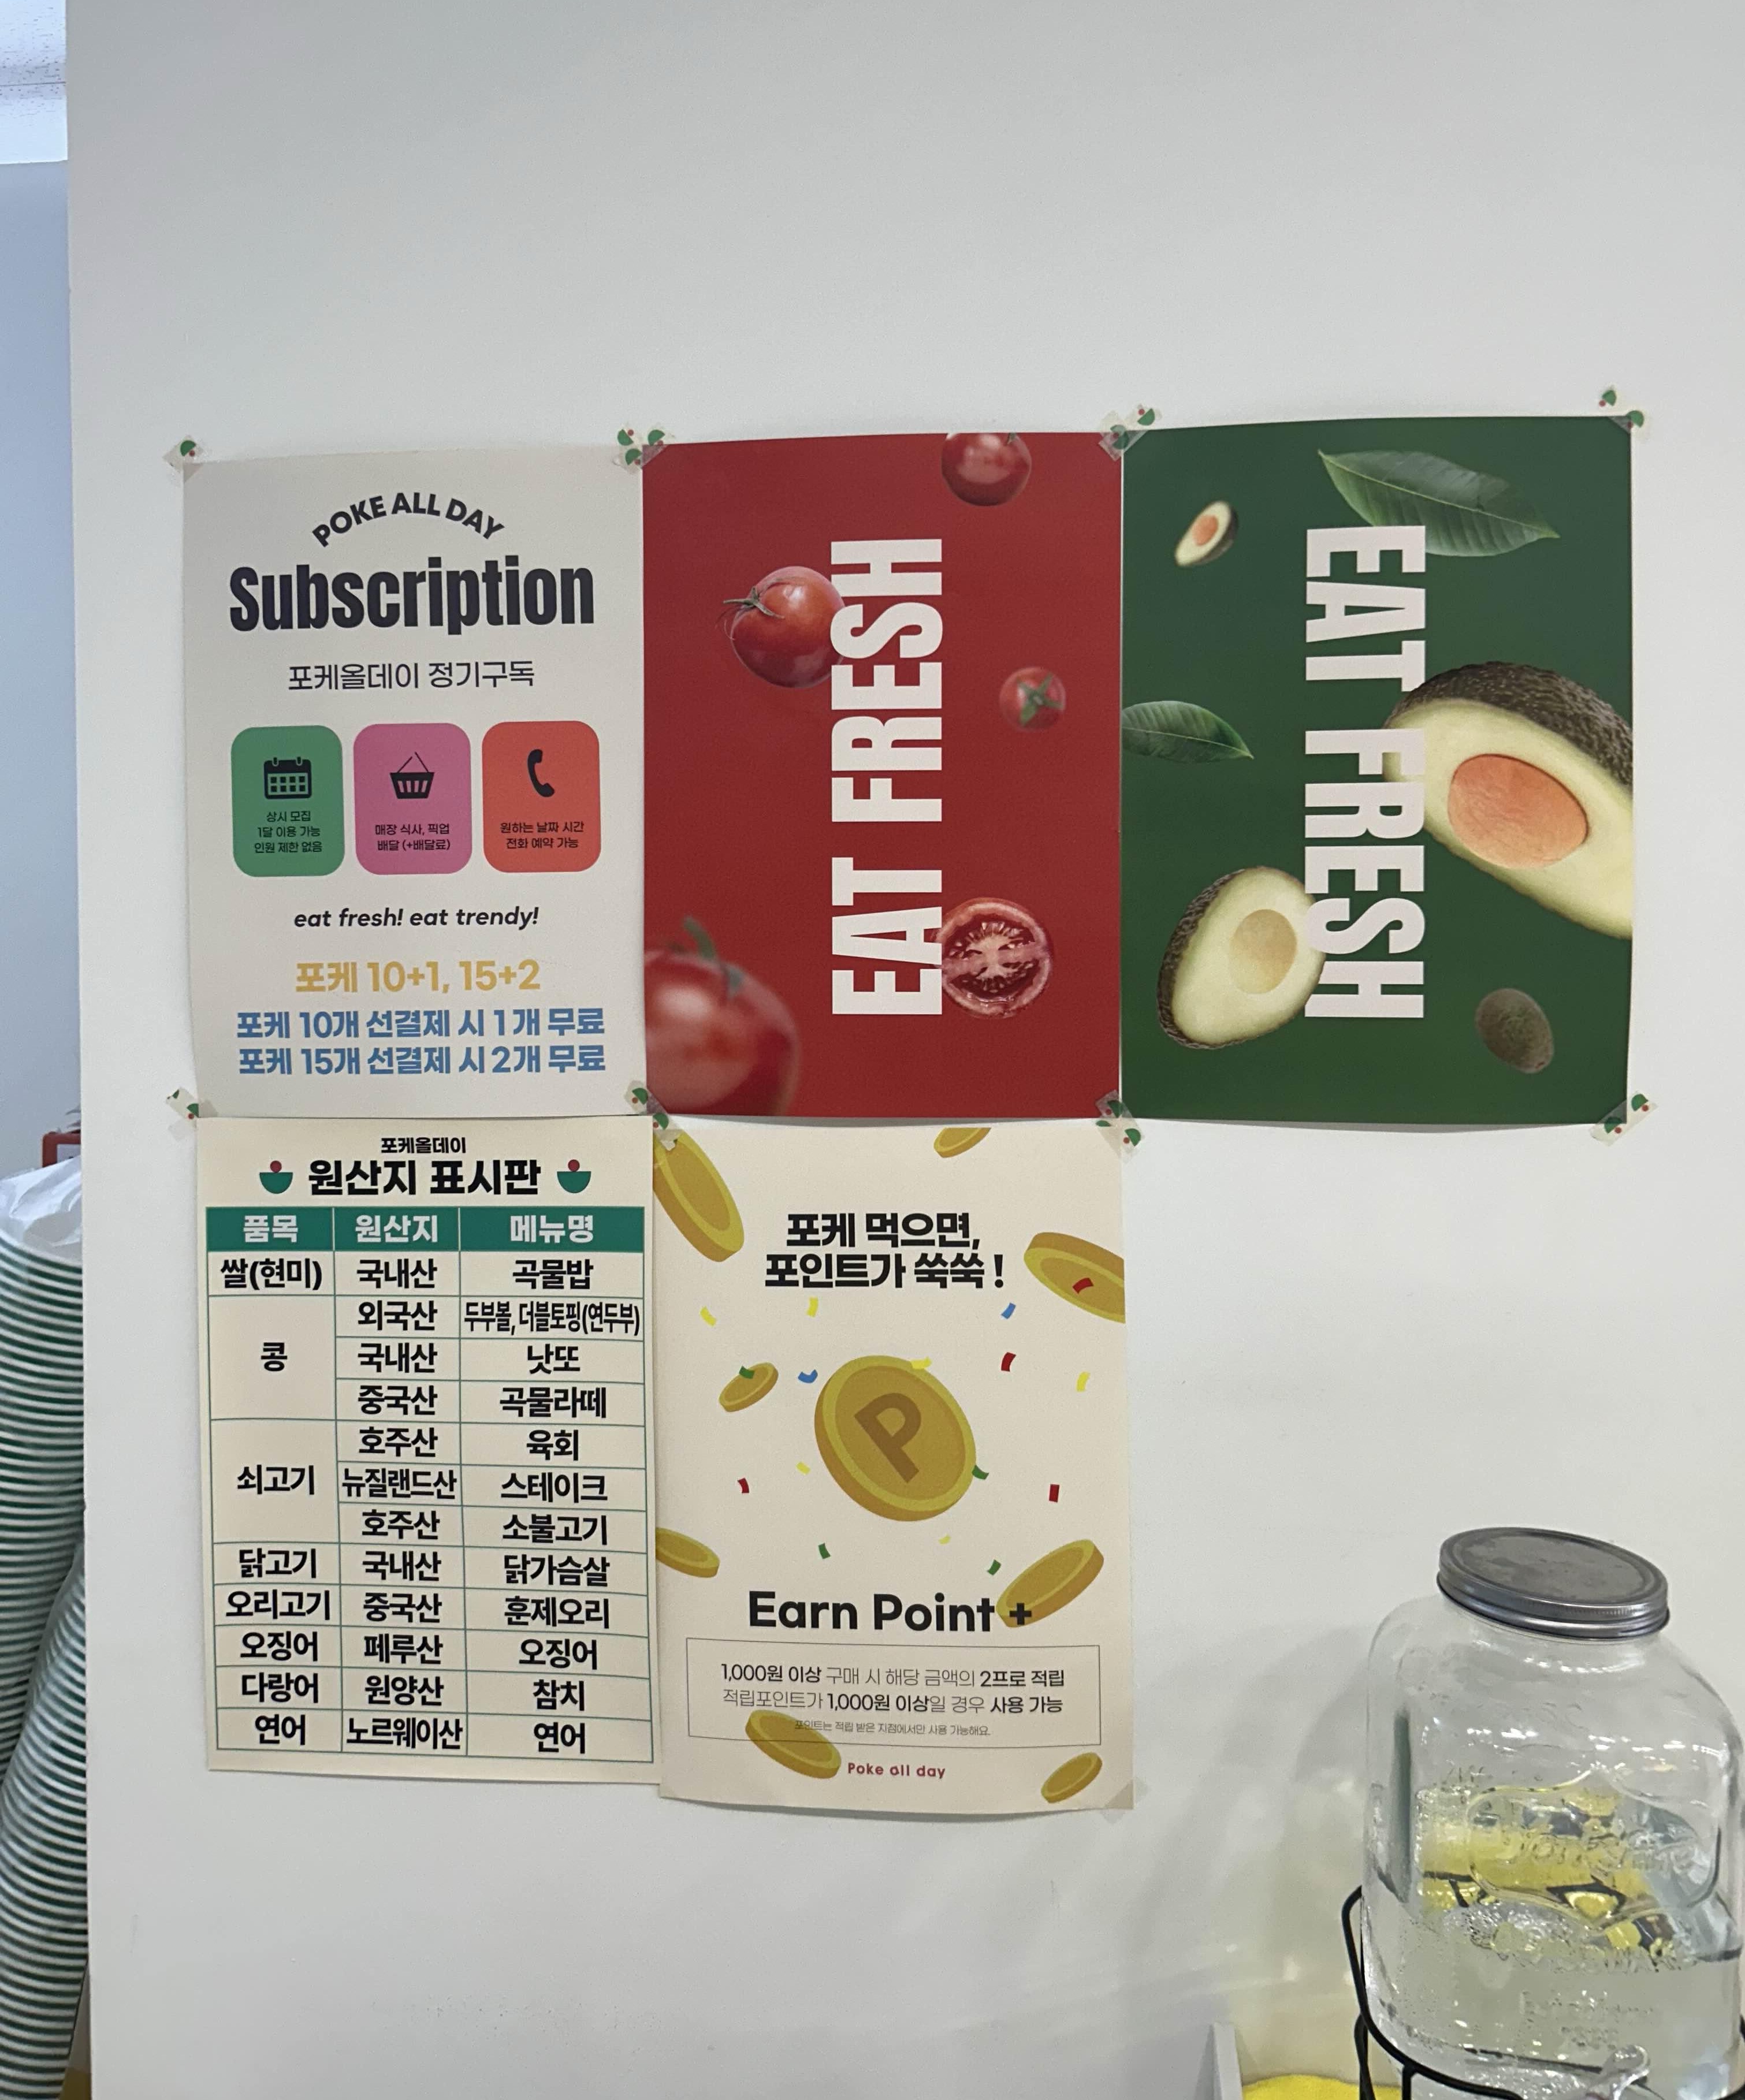 POKE ALL DAY
Subscription
포케올데이 정기구독
상시 모집
1달 이용 가능
인원 제한 없음
매장 식사, 픽업
배달 (+배달료)
원하는 날짜 시간
전화 예약 가능
eat fresh! eat trendy!
포케 10+1, 15+2
포케 10개 선결제 시 1개 무료
포케 15개 선결제 시 2개 무료
EAT FRESH
EAT FRESH
포케올데이
원산지 표시판
품목 원산지 메뉴명
쌀(현미) 국내산 곡물밥
콩 외국산 두부볼, 더블토핑(연두부)
국내산 낫또
중국산 곡물라떼
쇠고기 호주산 육회
뉴질랜드산 스테이크
호주산 소불고기
닭고기 국내산 닭가슴살
오리고기 중국산 훈제오리
오징어 페루산 오징어
다랑어 원양산 참치
연어 노르웨이산 연어
포케 먹으면,
포인트가 쑥쑥 !
P
Earn Point +
1,000원 이상 구매 시 해당 금액의 2프로 적립
적립포인트가 1,000원 이상일 경우 사용 가능
포인트는 적립 받은 지점에서만 사용 가능해요.
Poke all day